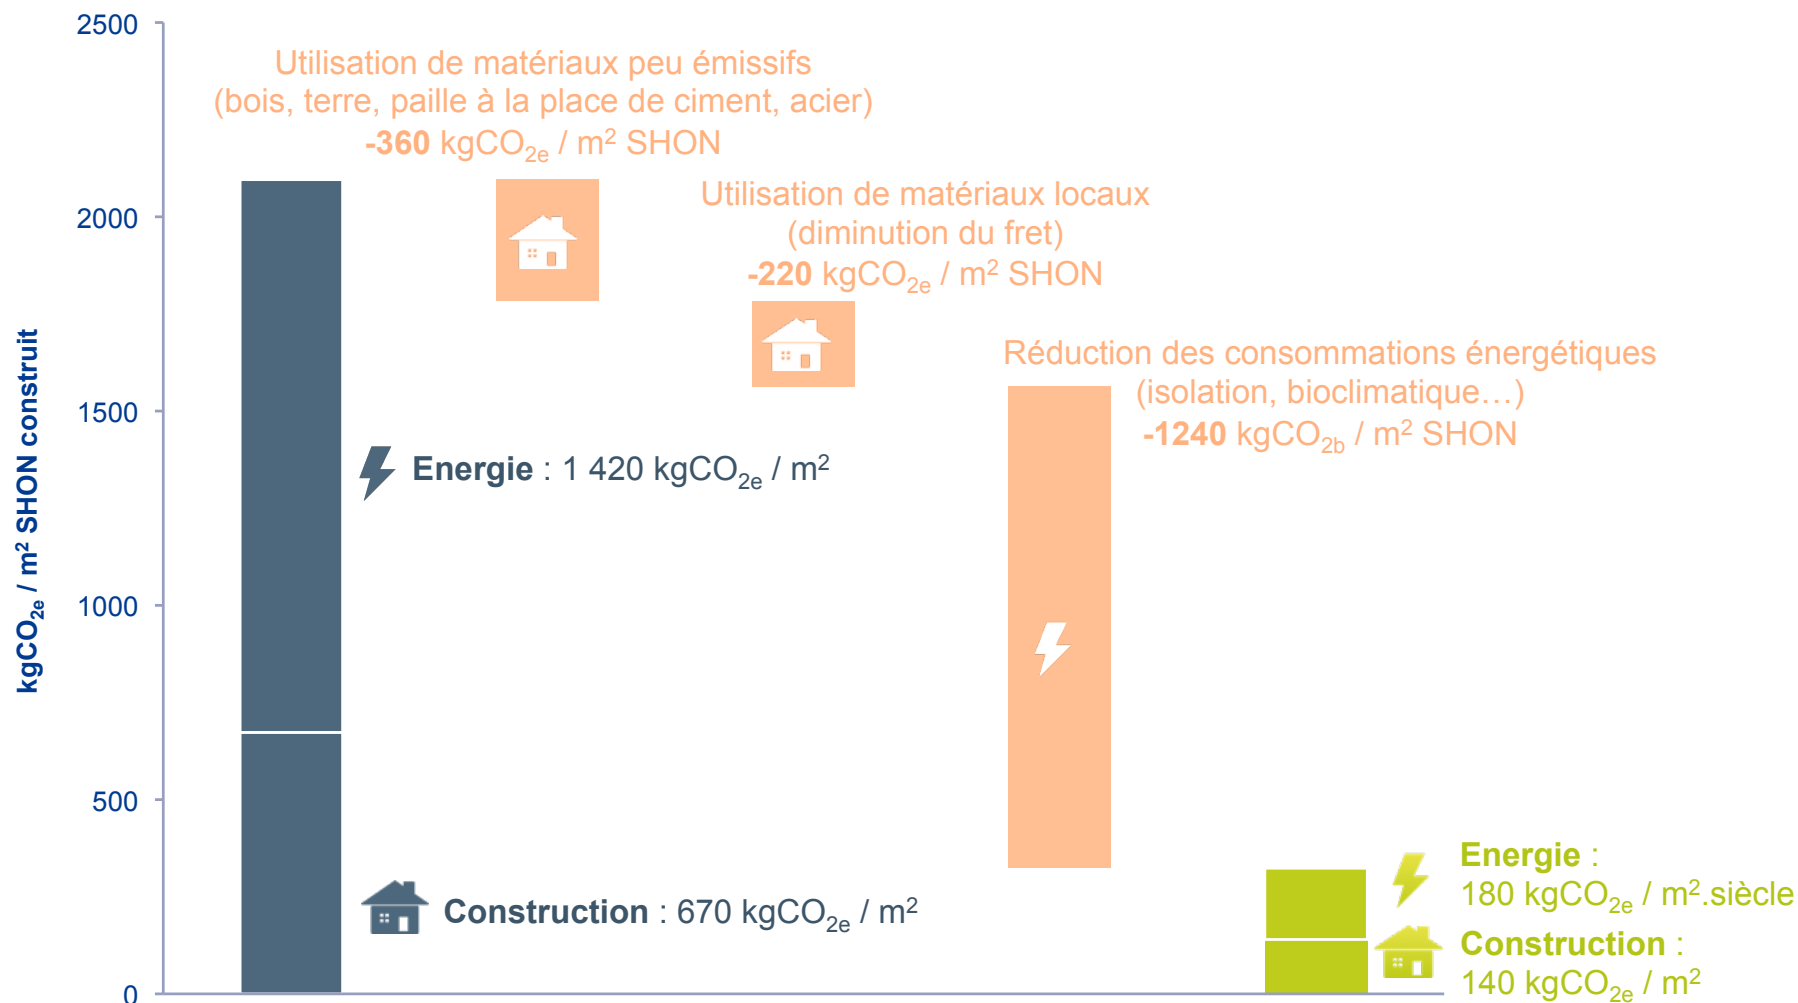 2500
Utilisation de matériaux peu émissifs
(bois, terre, paille à la place de ciment, acier)
-360 kgCO2e / m² SHON
2000
Utilisation de matériaux locaux
(diminution du fret)
-220 kgCO2e / m² SHON
kgCO2e / m² SHON construit
Réduction des consommations énergétiques
(isolation, bioclimatique…)
-1240 kgCO2b / m² SHON
1500
Energie : 1 420 kgCO2e / m²
1000
500
Energie :
180 kgCO2e / m².siècle
Construction : 670 kgCO2e / m²
Construction :
140 kgCO2e / m²
0